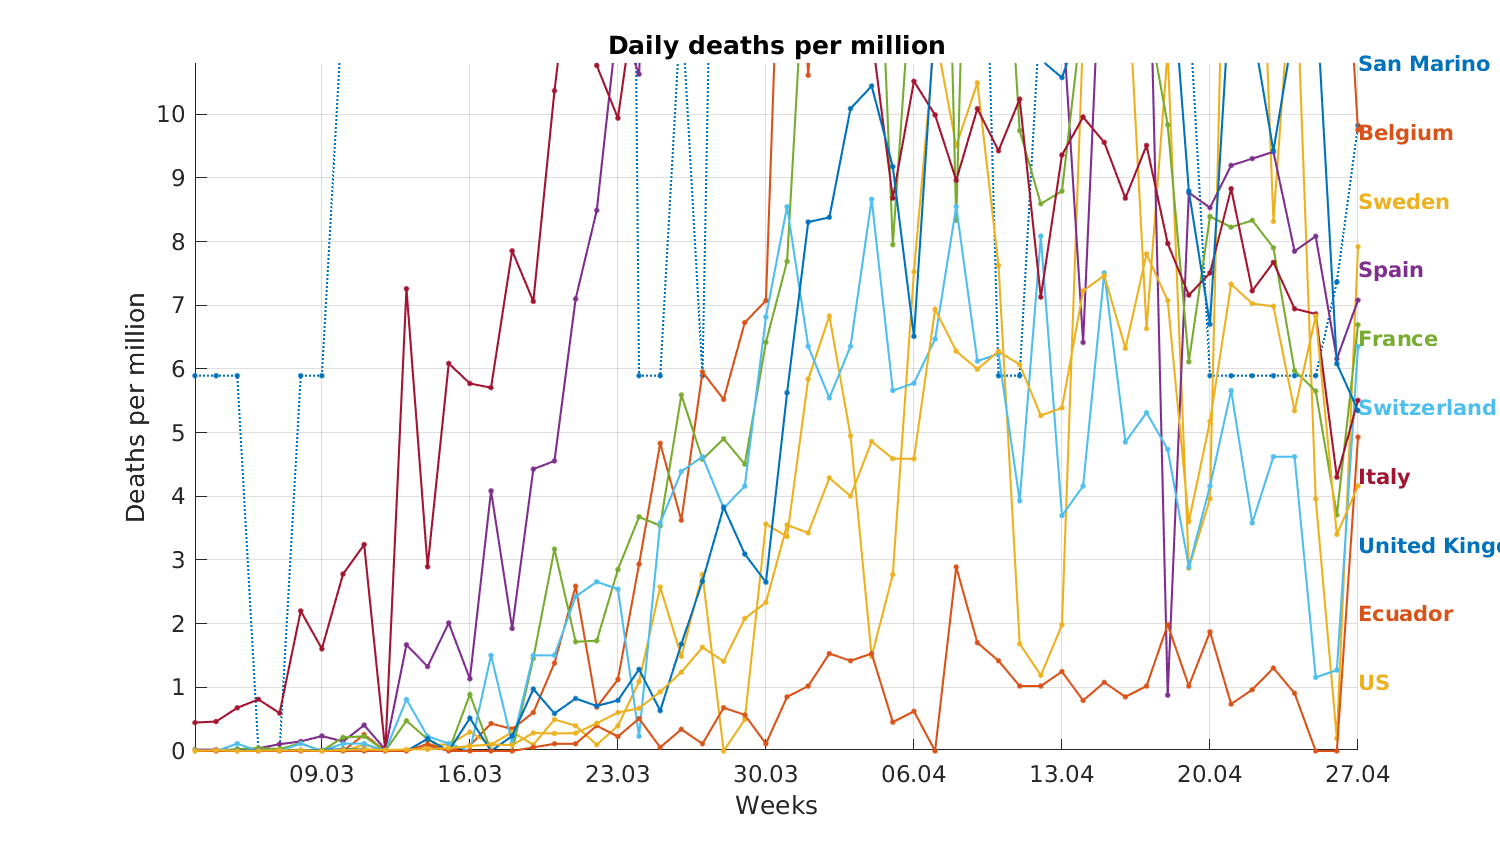 Daily deaths per million
Deaths per million
10
9
8
7
6
5
4
3
2
1
0
09.03
16.03
23.03
30.03
06.04
13.04
20.04
27.04
Weeks
San Marino
Belgium
Sweden
Spain
France
Switzerland
Italy
United King
Ecuador
US